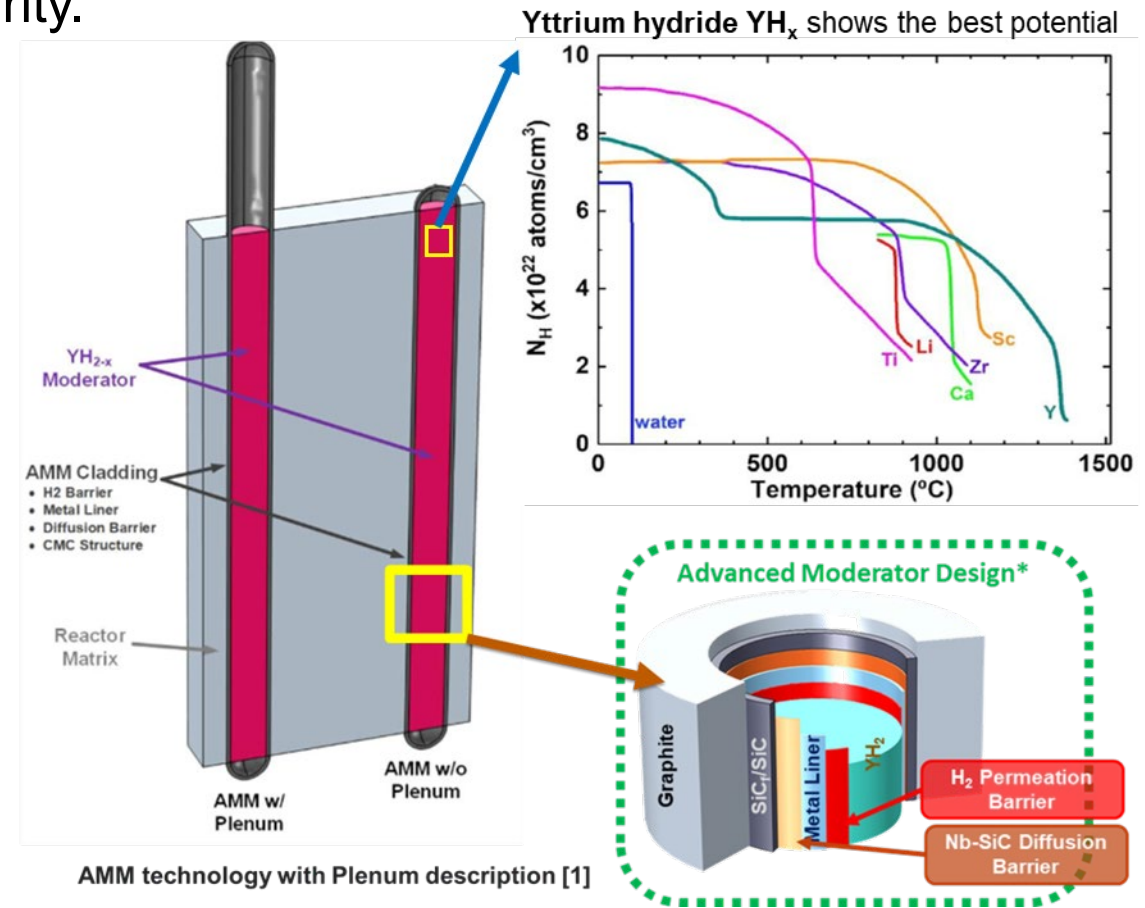 rity.
Yttrium hydride YHₓ shows the best potential
10
8
6
4
2
0
N_H (x10²² atoms/cm³)
0
500
1000
1500
Temperature (ºC)
water
Ti
Li
Zr
Ca
Sc
Y
YH₂₋ₓ
Moderator
AMM Cladding
• H2 Barrier
• Metal Liner
• Diffusion Barrier
• CMC Structure
Reactor
Matrix
AMM w/
Plenum
AMM w/o
Plenum
AMM technology with Plenum description [1]
Advanced Moderator Design*
Graphite
SiC_f/SiC
Metal Liner
YH₂
H₂ Permeation
Barrier
Nb-SiC Diffusion
Barrier